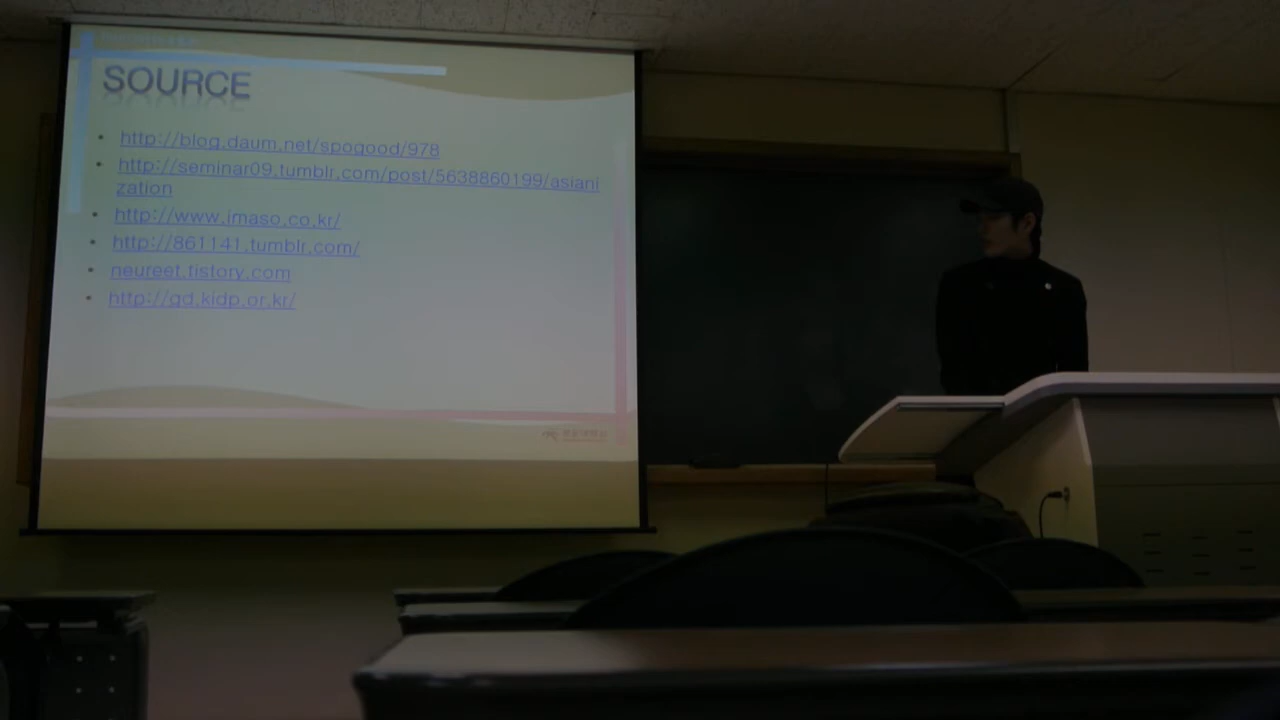 SOURCE
http://blog.daum.net/spogood/978
http://seminar09.tumblr.com/post/5638860199/asiani
zation
http://www.imaso.co.kr/
http://861141.tumblr.com/
neureet.tistory.com
http://gd.kidp.or.kr/